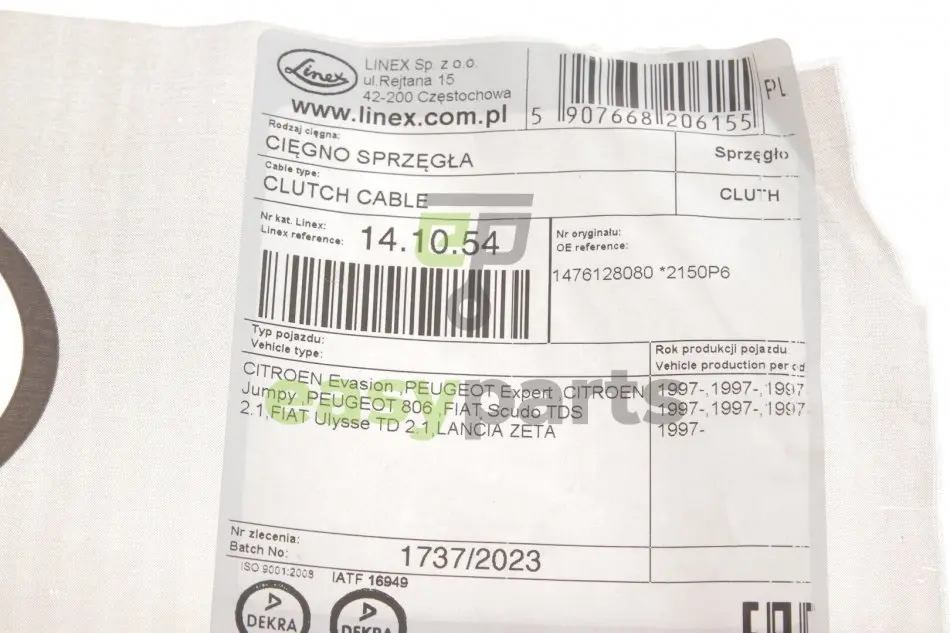 Linex
LINEX Sp. z o.o.
ul.Rejtana 15
42-200 Częstochowa
www.linex.com.pl
5 907668 206155
PL
Rodzaj cięgna:
CIĘGNO SPRZĘGŁA
Sprzęgło
Cable type:
CLUTCH CABLE
CLUTH
Nr kat. Linex:
Linex reference:
14.10.54
Nr oryginału:
OE reference:
1476128080 *2150P6
Typ pojazdu:
Vehicle type:
Rok produkcji pojazdu
Vehicle production per od
CITROEN Evasion ,PEUGEOT Expert ,CITROEN
Jumpy ,PEUGEOT 806 ,FIAT Scudo TDS
2.1,FIAT Ulysse TD 2.1,LANCIA ZETA
1997-,1997-,1997
1997-,1997-,1997
1997-
easyparts
ep
Nr zlecenia:
Batch No:
1737/2023
ISO 9001:2008
IATF 16949
DEKRA
DEKRA